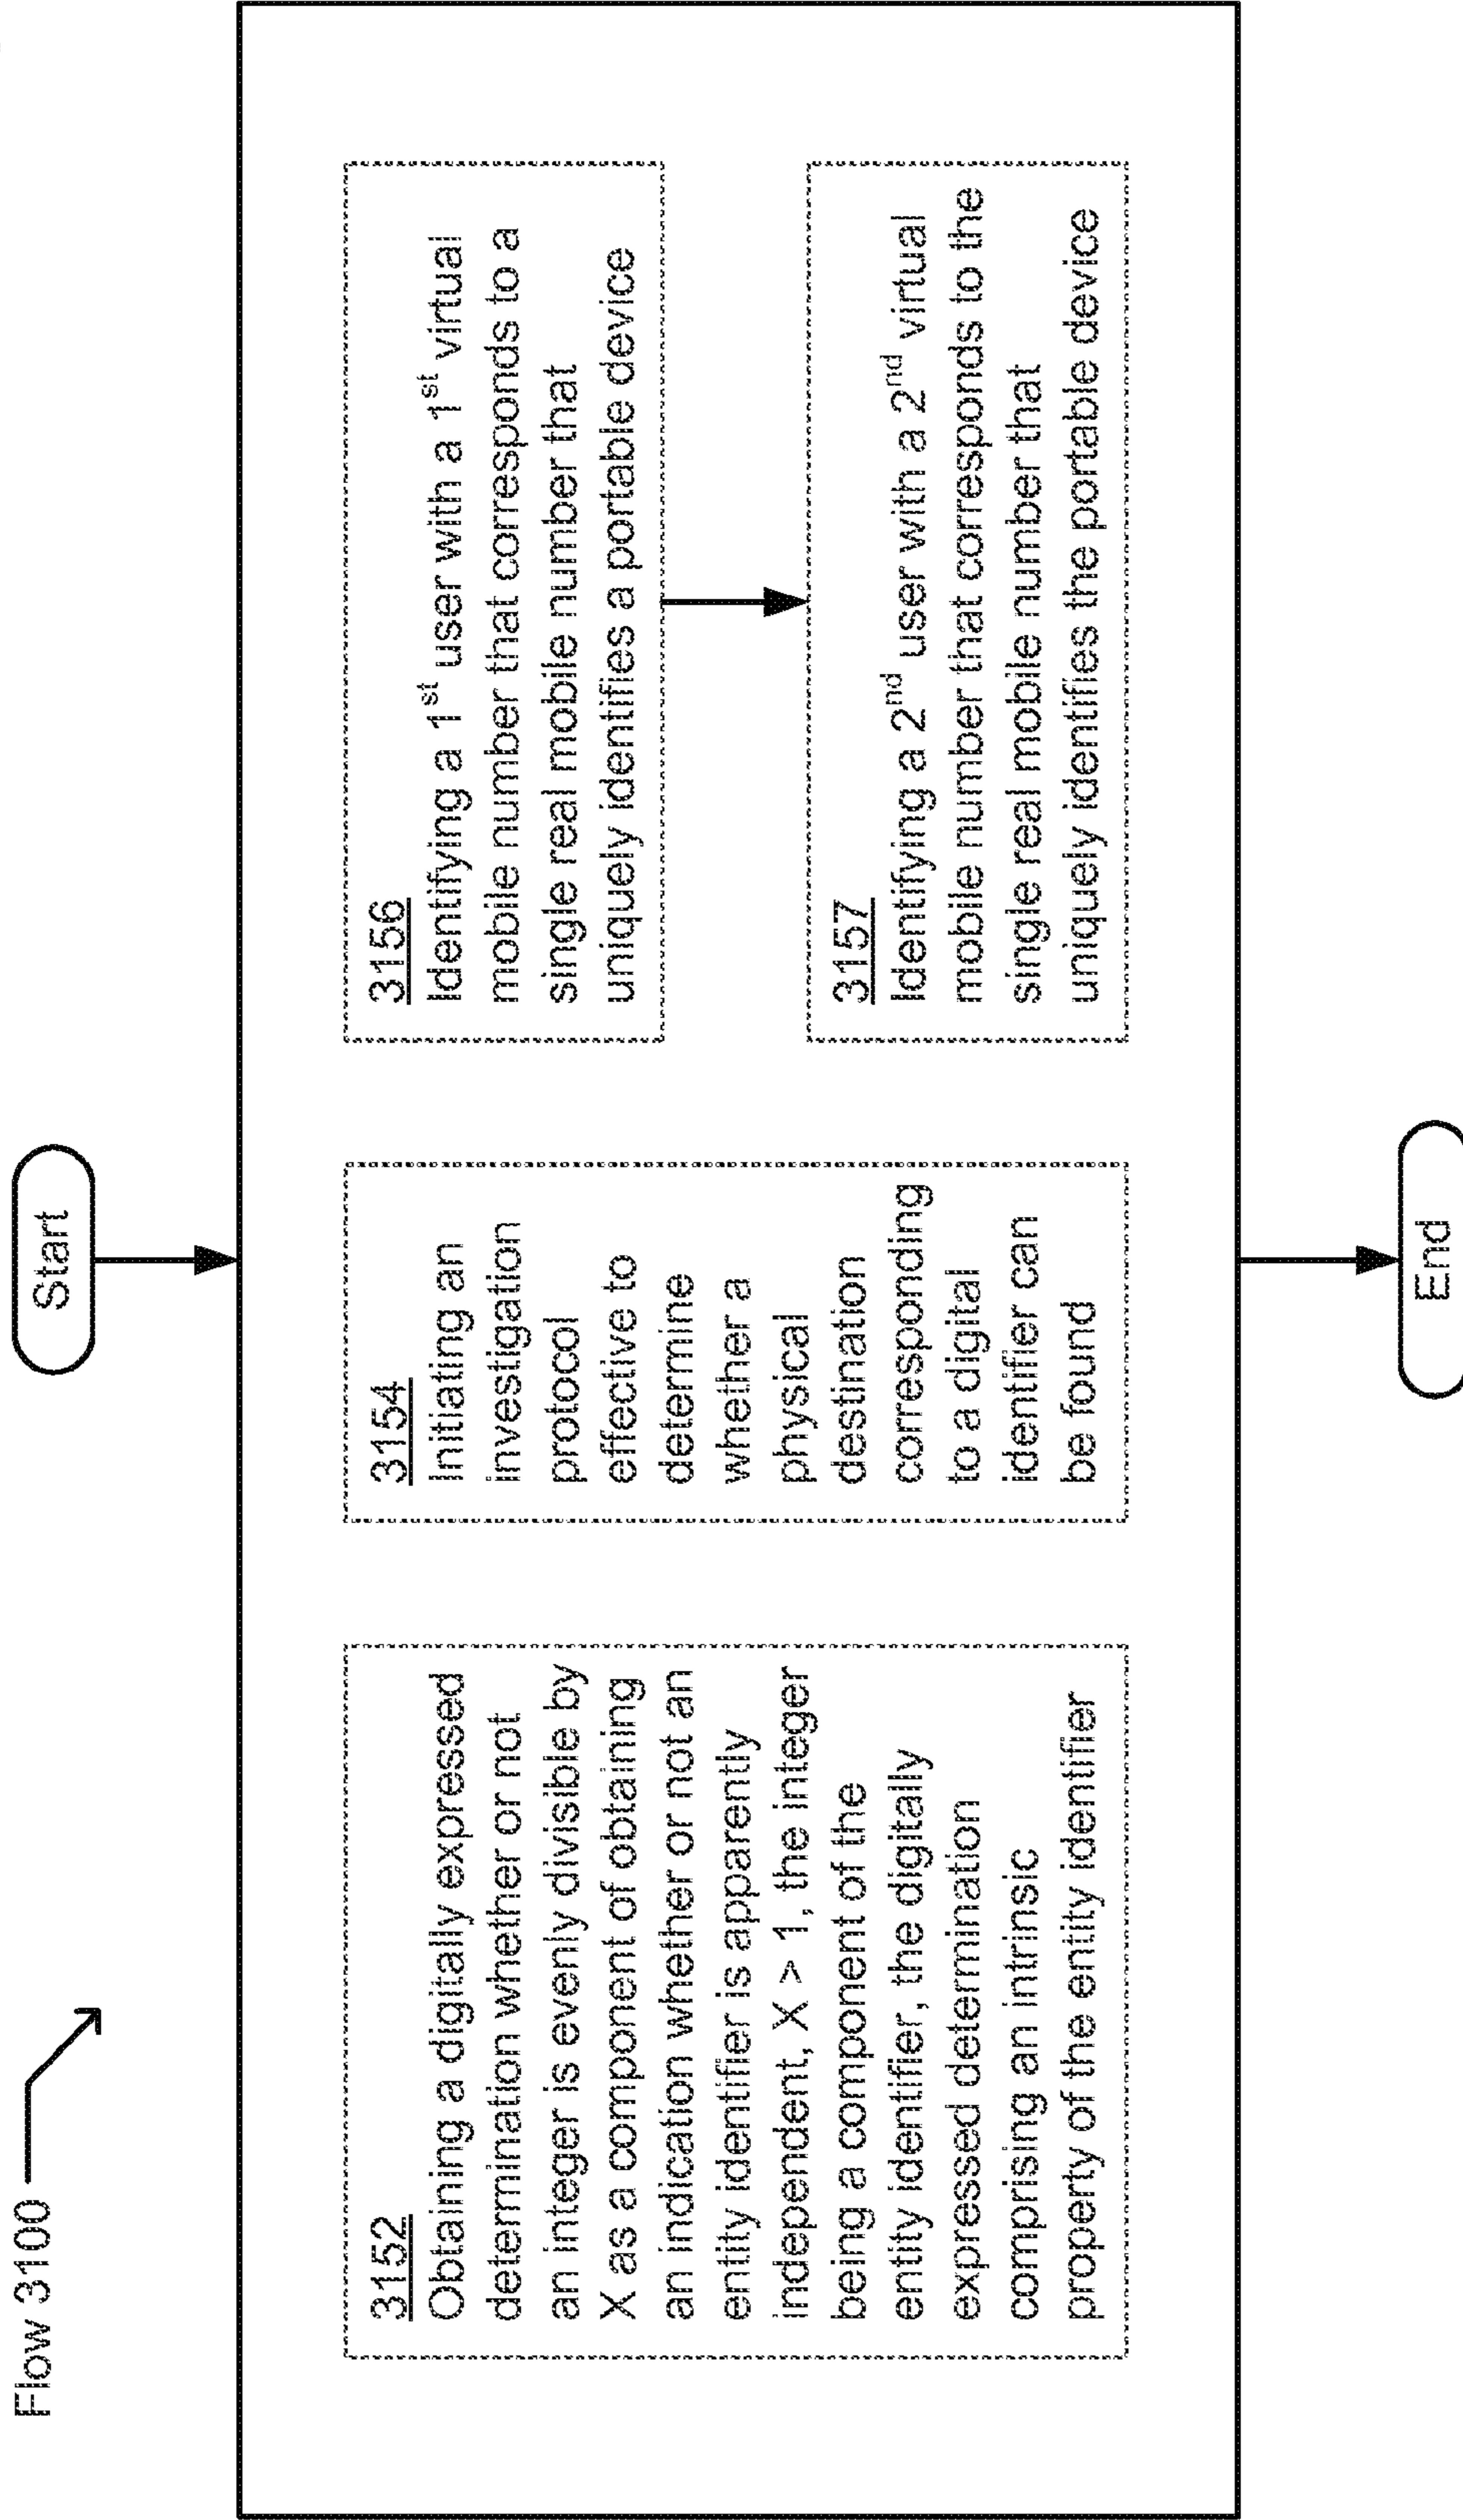 Flow 3100
Start
3152
Obtaining a digitally expressed
determination whether or not
an integer is evenly divisible by
X as a component of obtaining
an indication whether or not an
entity identifier is apparently
independent, X > 1, the integer
being a component of the
entity identifier, the digitally
expressed determination
comprising an intrinsic
property of the entity identifier
3154
Initiating an
investigation
protocol
effective to
determine
whether a
physical
destination
corresponding
to a digital
identifier can
be found
3156
Identifying a 1st user with a 1st virtual
mobile number that corresponds to a
single real mobile number that
uniquely identifies a portable device
3157
Identifying a 2nd user with a 2nd virtual
mobile number that corresponds to the
single real mobile number that
uniquely identifies the portable device
End